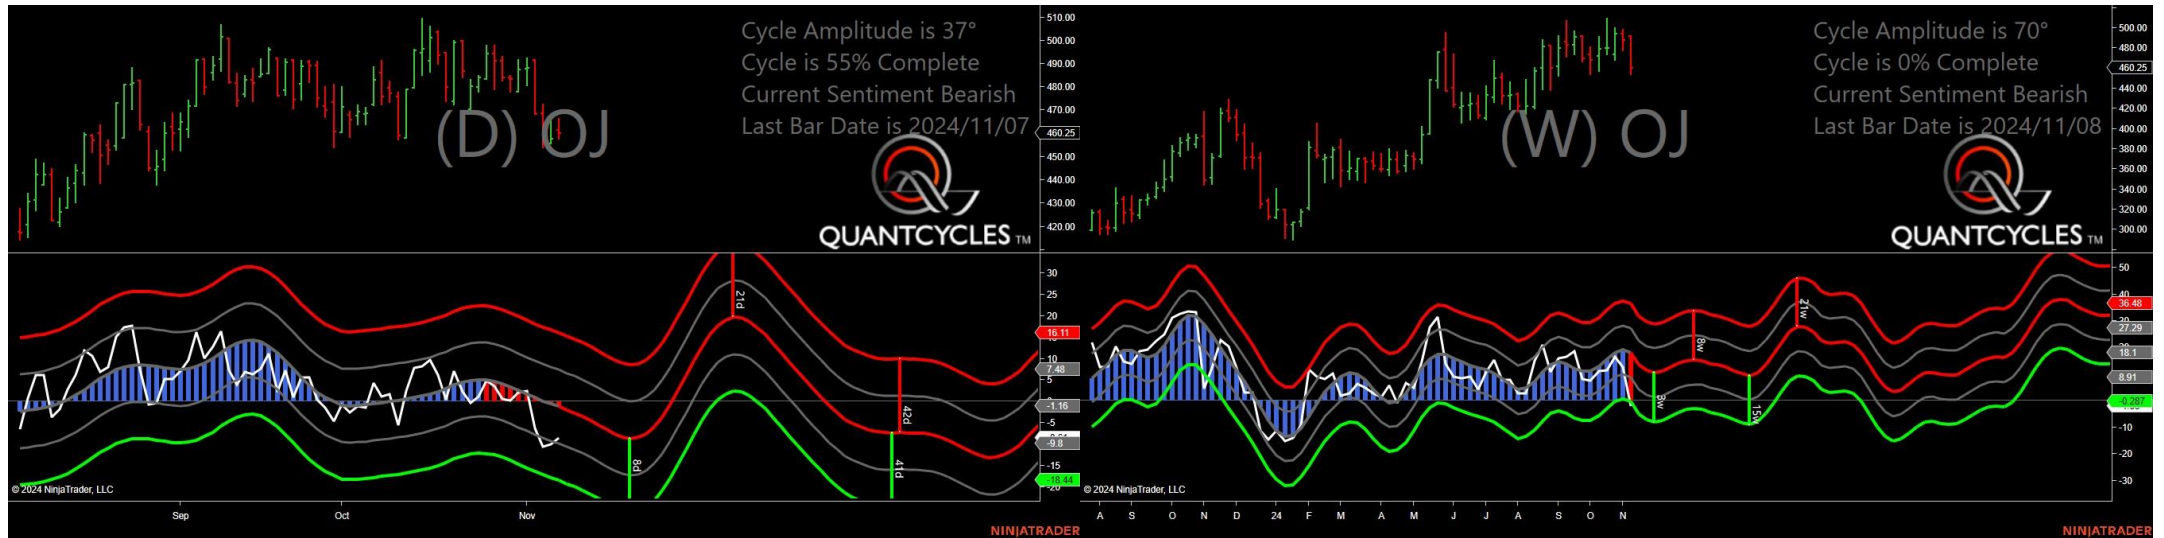 Cycle Amplitude is 37°
Cycle is 55% Complete
Current Sentiment Bearish
Last Bar Date is 2024/11/07
(D) OJ
QUANTCYCLES TM
510.00
500.00
490.00
480.00
470.00
460.25
450.00
440.00
430.00
420.00
30
25
20
16.11
10
7.48
5
-1.16
-5
-9.8
-15
-18.44
-20
21d
8d
42d
41d
© 2024 NinjaTrader, LLC
Sep
Oct
Nov
NINJATRADER
Cycle Amplitude is 70°
Cycle is 0% Complete
Current Sentiment Bearish
Last Bar Date is 2024/11/08
(W) OJ
QUANTCYCLES TM
500.00
480.00
460.25
440.00
420.00
400.00
380.00
360.00
340.00
320.00
300.00
50
36.48
27.29
18.1
8.91
-0.287
-10
-20
-30
8w
21w
15w
© 2024 NinjaTrader, LLC
A S O N D 24 F M A M J J A S O N
NINJATRADER